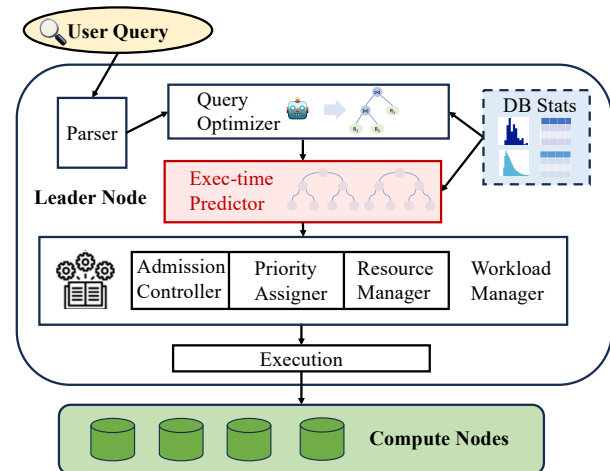 User Query
Parser
Query
Optimizer
DB Stats
Leader Node
Exec-time
Predictor
Admission
Controller
Priority
Assigner
Resource
Manager
Workload
Manager
Execution
Compute Nodes